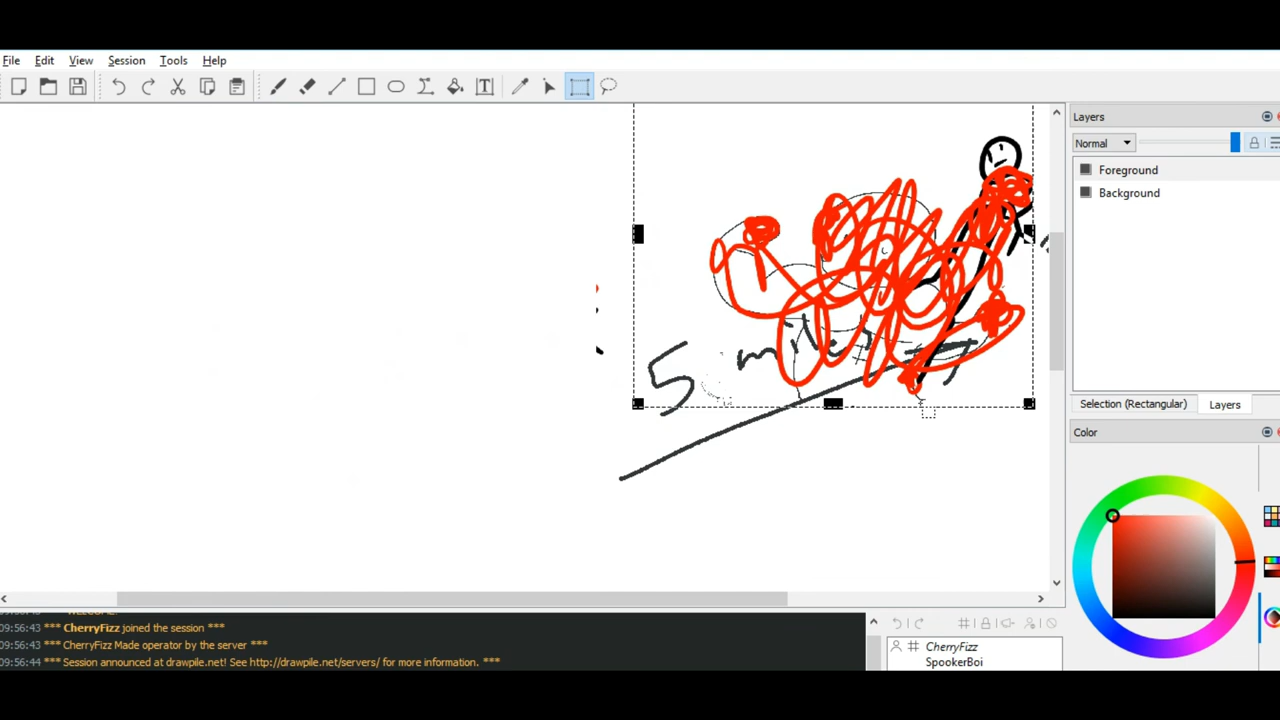 File Edit View Session Tools Help
Layers
Normal
Foreground
Background
5 miles
Selection (Rectangular) Layers
Color
09:56:43 *** CherryFizz joined the session ***
09:56:43 *** CherryFizz Made operator by the server ***
09:56:44 *** Session announced at drawpile.net! See http://drawpile.net/servers/ for more information. ***
CherryFizz
SpookerBoi